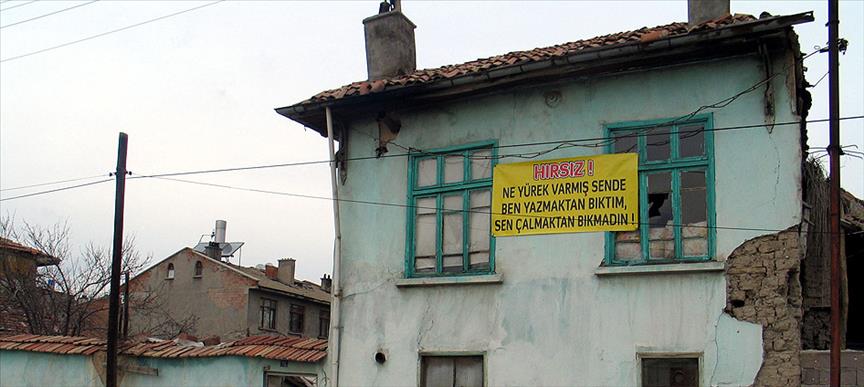 HIRSIZ !
NE YÜREK VARMIŞ SENDE
BEN YAZMAKTAN BIKTIM,
SEN ÇALMAKTAN BIKMADIN !